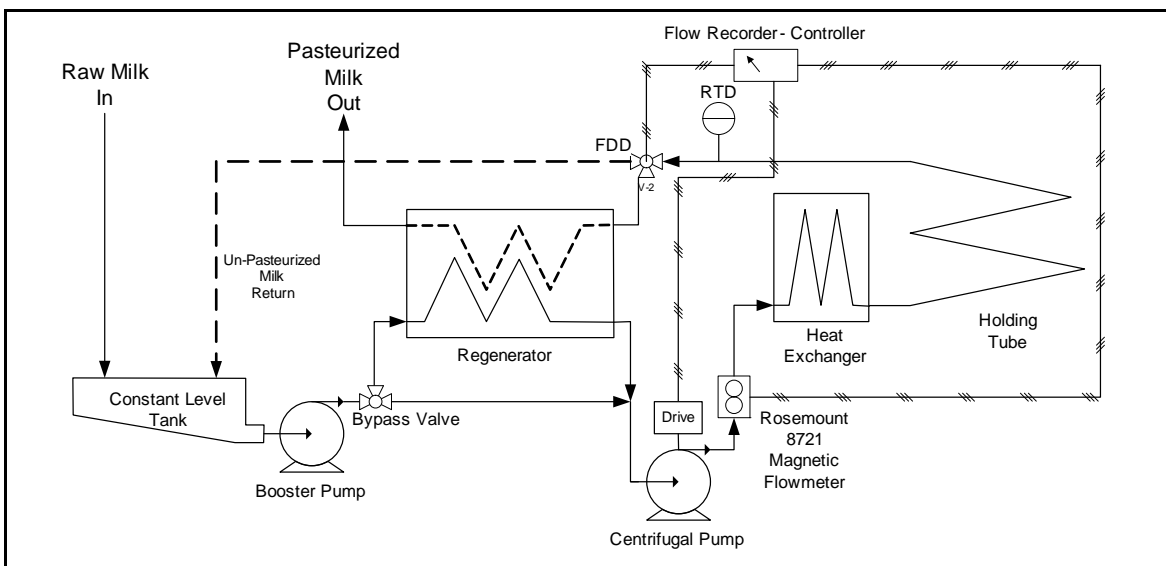 Flow Recorder - Controller
Pasteurized
Milk
Out
Raw Milk
In
RTD
FDD
V-2
Un-Pasteurized
Milk
Return
Regenerator
Heat
Exchanger
Holding
Tube
Constant Level
Tank
Bypass Valve
Drive
Rosemount
8721
Magnetic
Flowmeter
Booster Pump
Centrifugal Pump